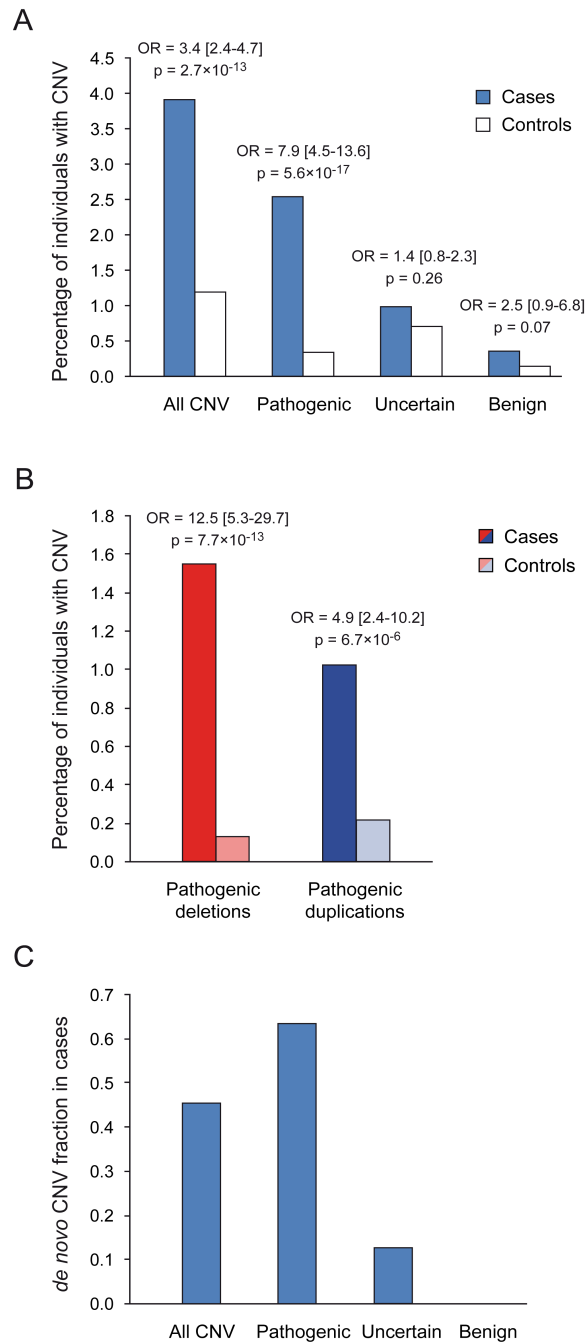 A
OR = 3.4 [2.4-4.7]
p = 2.7×10-13
4.5
4.0
3.5
3.0
2.5
2.0
1.5
1.0
0.5
0.0
Percentage of individuals with CNV
Cases
Controls
OR = 7.9 [4.5-13.6]
p = 5.6×10-17
OR = 1.4 [0.8-2.3]
p = 0.26
OR = 2.5 [0.9-6.8]
p = 0.07
All CNV Pathogenic Uncertain Benign
B
1.8
1.6
1.4
1.2
1.0
0.8
0.6
0.4
0.2
0.0
Percentage of individuals with CNV
OR = 12.5 [5.3-29.7]
p = 7.7×10-13
Cases
Controls
OR = 4.9 [2.4-10.2]
p = 6.7×10-6
Pathogenic
deletions
Pathogenic
duplications
C
0.7
0.6
0.5
0.4
0.3
0.2
0.1
0.0
de novo CNV fraction in cases
All CNV Pathogenic Uncertain Benign